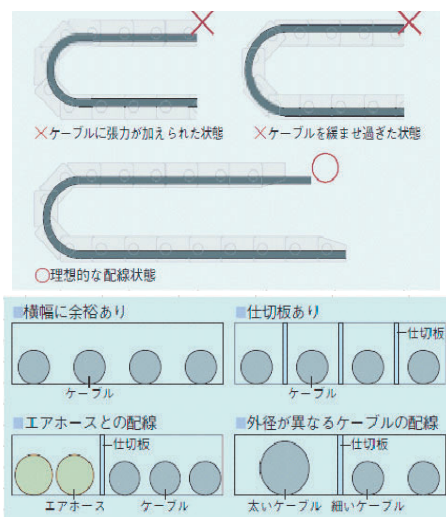 ×ケーブルに張力が加えられた状態
×ケーブルを緩ませ過ぎた状態
○理想的な配線状態
■横幅に余裕あり
ケーブル
■仕切板あり
仕切板
ケーブル
■エアホースとの配線
仕切板
エアホース
ケーブル
■外径が異なるケーブルの配線
仕切板
太いケーブル
細いケーブル